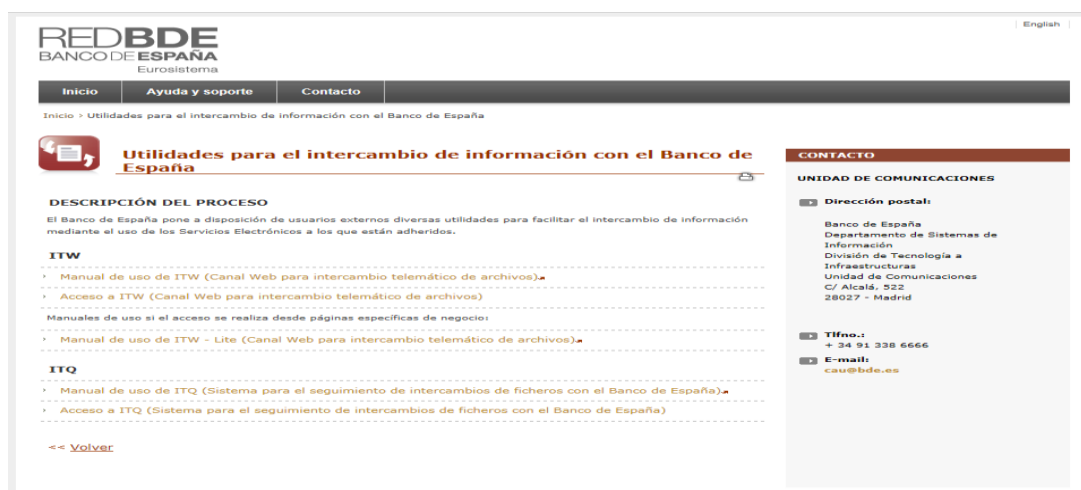 English
REDBDE
BANCODEESPAÑA
Eurosistema
Inicio
Ayuda y soporte
Contacto
Inicio > Utilidades para el intercambio de información con el Banco de España
Utilidades para el intercambio de información con el Banco de
España
DESCRIPCIÓN DEL PROCESO
El Banco de España pone a disposición de usuarios externos diversas utilidades para facilitar el intercambio de información
mediante el uso de los Servicios Electrónicos a los que están adheridos.
ITW
Manual de uso de ITW (Canal Web para intercambio telemático de archivos)
Acceso a ITW (Canal Web para intercambio telemático de archivos)
Manuales de uso si el acceso se realiza desde páginas específicas de negocio:
Manual de uso de ITW - Lite (Canal Web para intercambio telemático de archivos)
ITQ
Manual de uso de ITQ (Sistema para el seguimiento de intercambios de ficheros con el Banco de España)
Acceso a ITQ (Sistema para el seguimiento de intercambios de ficheros con el Banco de España)
<< Volver
CONTACTO
UNIDAD DE COMUNICACIONES
Dirección postal:
Banco de España
Departamento de Sistemas de
Información
División de Tecnología a
Infraestructuras
Unidad de Comunicaciones
C/ Alcalá, 522
28027 - Madrid
Tlfno.:
+ 34 91 338 6666
E-mail:
cau@bde.es